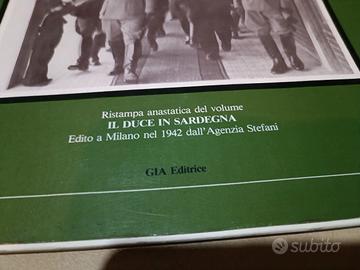 Ristampa anastatica del volume
IL DUCE IN SARDEGNA
Edito a Milano nel 1942 dall'Agenzia Stefani
GIA Editrice
subito